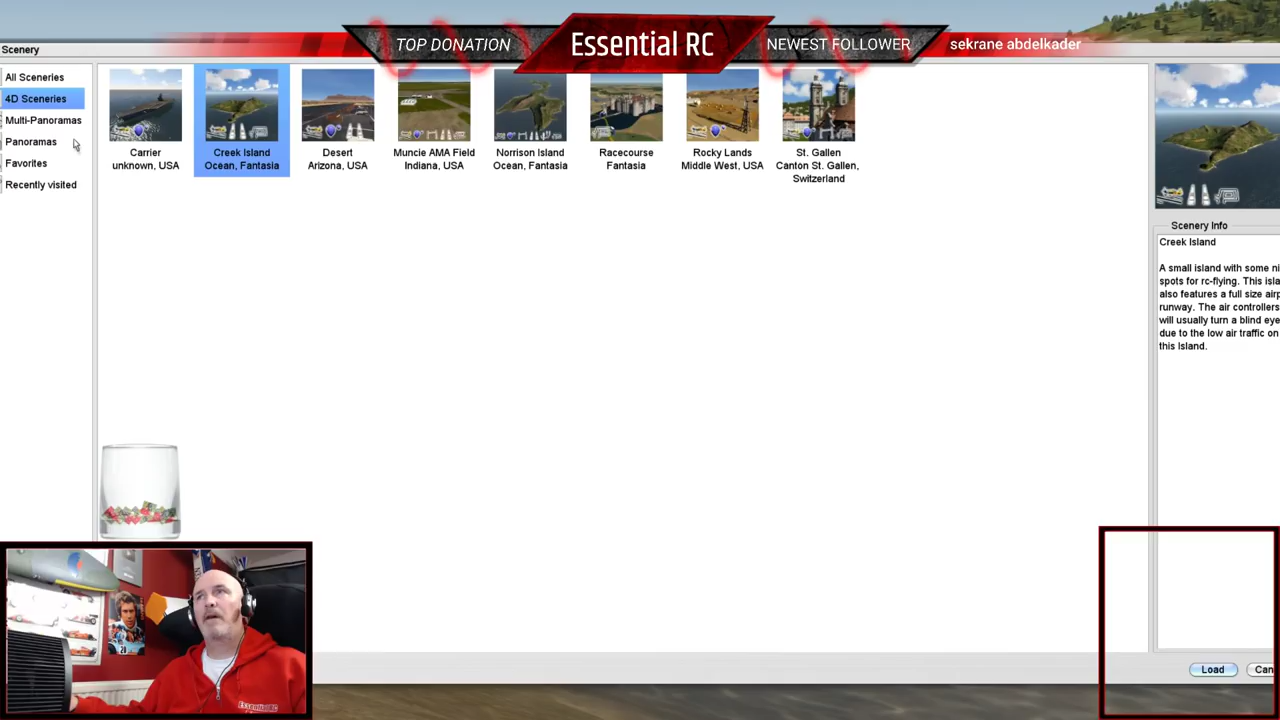 TOP DONATION
Essential RC
NEWEST FOLLOWER
sekrane abdelkader
Scenery
All Sceneries
4D Sceneries
Multi-Panoramas
Panoramas
Favorites
Recently visited
Carrier
unknown, USA
Creek Island
Ocean, Fantasia
Desert
Arizona, USA
Muncie AMA Field
Indiana, USA
Norrison Island
Ocean, Fantasia
Racecourse
Fantasia
Rocky Lands
Middle West, USA
St. Gallen
Canton St. Gallen,
Switzerland
Scenery Info
Creek Island
A small island with some ni
spots for rc-flying. This isla
also features a full size airp
runway. The air controllers
will usually turn a blind eye
due to the low air traffic on
this Island.
Load
Can
Essential RC